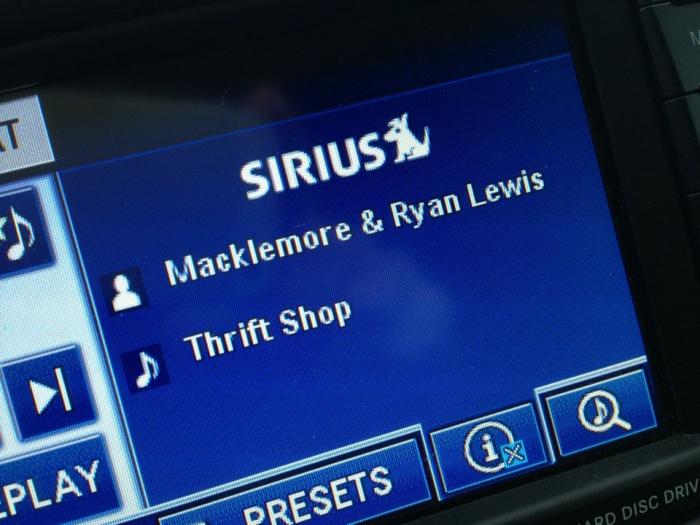 SIRIUS
Macklemore & Ryan Lewis
Thrift Shop
PRESETS